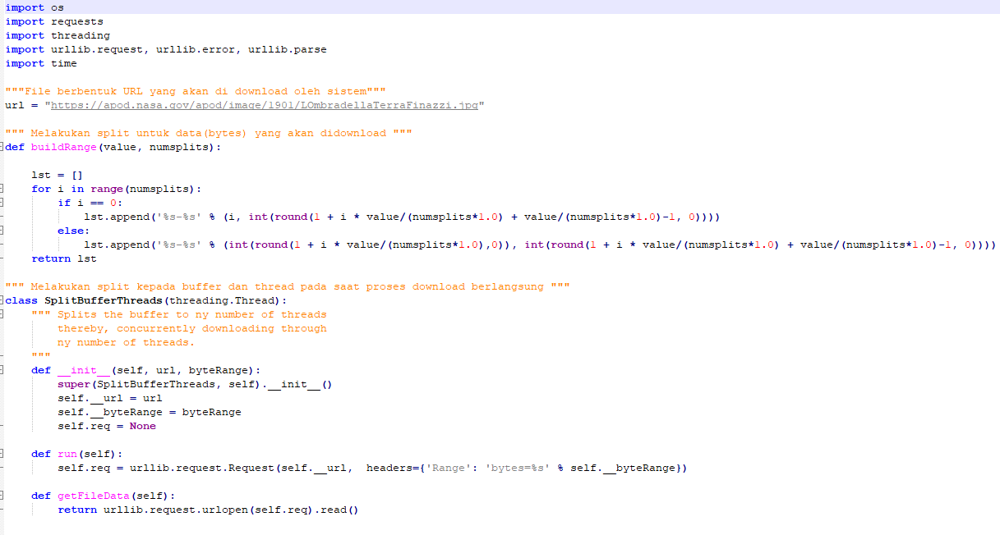 import os
import requests
import threading
import urllib.request, urllib.error, urllib.parse
import time
"""File berbentuk URL yang akan di download oleh sistem"""
url = "https://apod.nasa.gov/apod/image/1901/LOmbradellaTerraFinazzi.jpg"
""" Melakukan split untuk data(bytes) yang akan didownload """
def buildRange(value, numsplits):
    lst = []
    for i in range(numsplits):
        if i == 0:
            lst.append('%s-%s' % (i, int(round(1 + i * value/(numsplits*1.0) + value/(numsplits*1.0)-1, 0))))
        else:
            lst.append('%s-%s' % (int(round(1 + i * value/(numsplits*1.0),0)), int(round(1 + i * value/(numsplits*1.0) + value/(numsplits*1.0)-1, 0))))
    return lst
""" Melakukan split kepada buffer dan thread pada saat proses download berlangsung """
class SplitBufferThreads(threading.Thread):
    """ Splits the buffer to ny number of threads
        thereby, concurrently downloading through
        ny number of threads.
    """
    def __init__(self, url, byteRange):
        super(SplitBufferThreads, self).__init__()
        self.__url = url
        self.__byteRange = byteRange
        self.req = None
    def run(self):
        self.req = urllib.request.Request(self.__url,  headers={'Range': 'bytes=%s' % self.__byteRange})
    def getFileData(self):
        return urllib.request.urlopen(self.req).read()